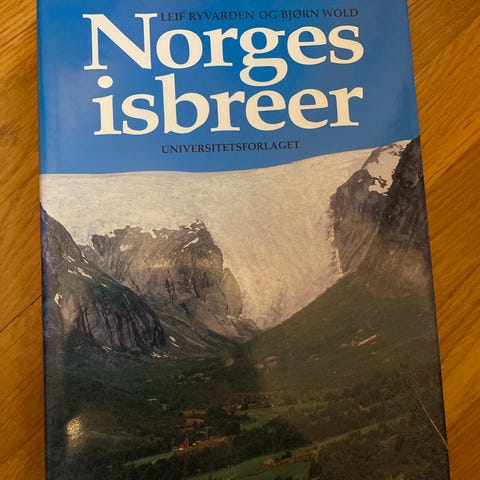 LEIF RYVARDEN OG BJØRN WOLD
Norges
isbreer
UNIVERSITETSFORLAGET